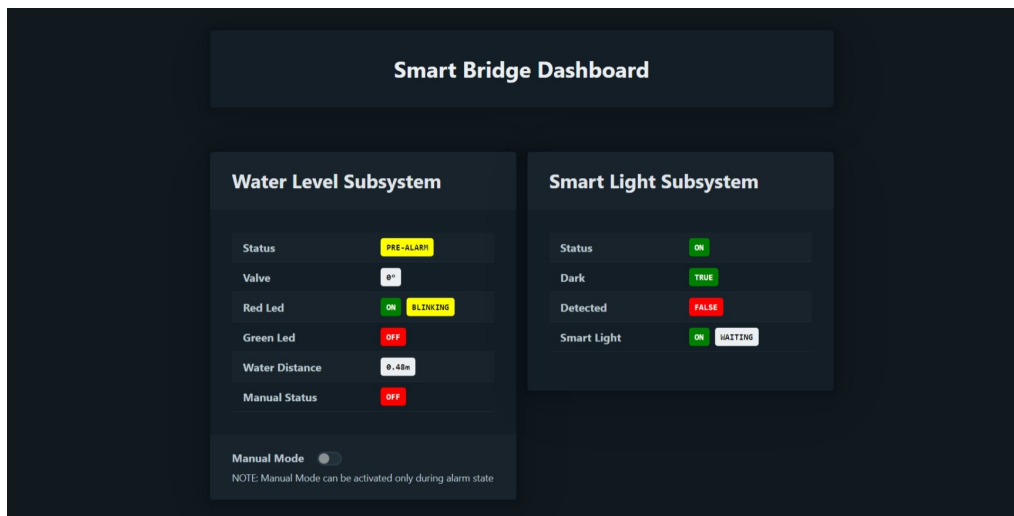 Smart Bridge Dashboard
Water Level Subsystem
Status PRE-ALARM
Valve 0°
Red Led ON BLINKING
Green Led OFF
Water Distance 0.48m
Manual Status OFF
Manual Mode
NOTE: Manual Mode can be activated only during alarm state
Smart Light Subsystem
Status ON
Dark TRUE
Detected FALSE
Smart Light ON WAITING